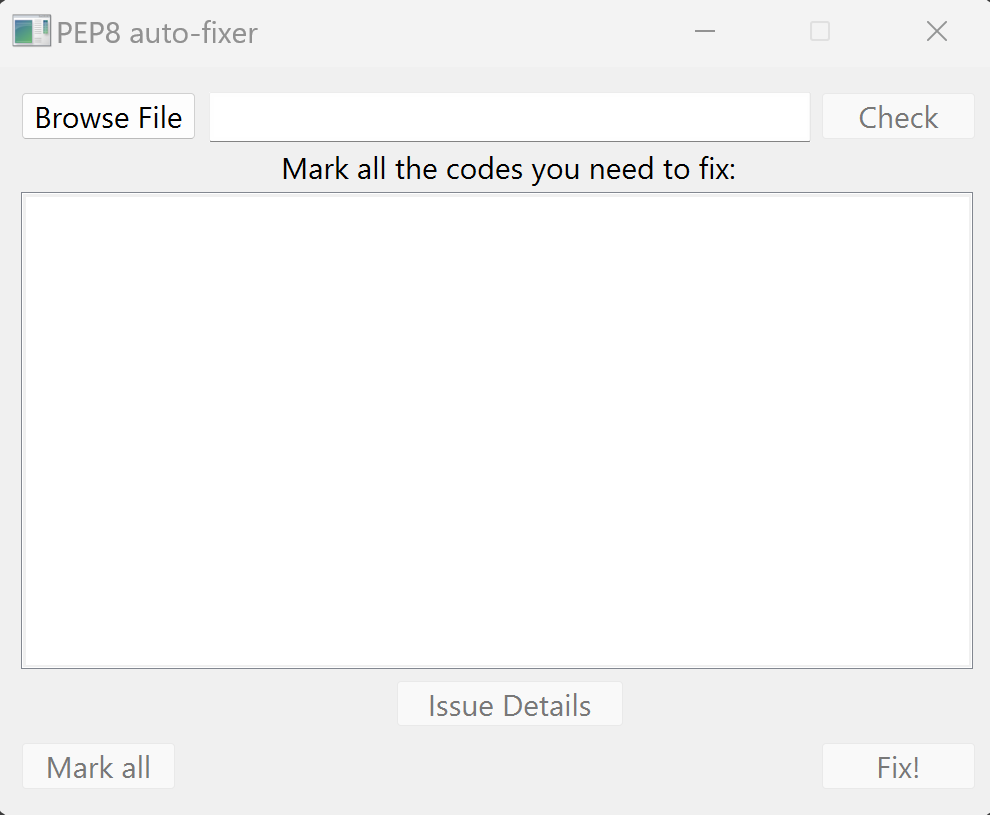 PEP8 auto-fixer
Browse File
Check
Mark all the codes you need to fix:
Issue Details
Mark all
Fix!